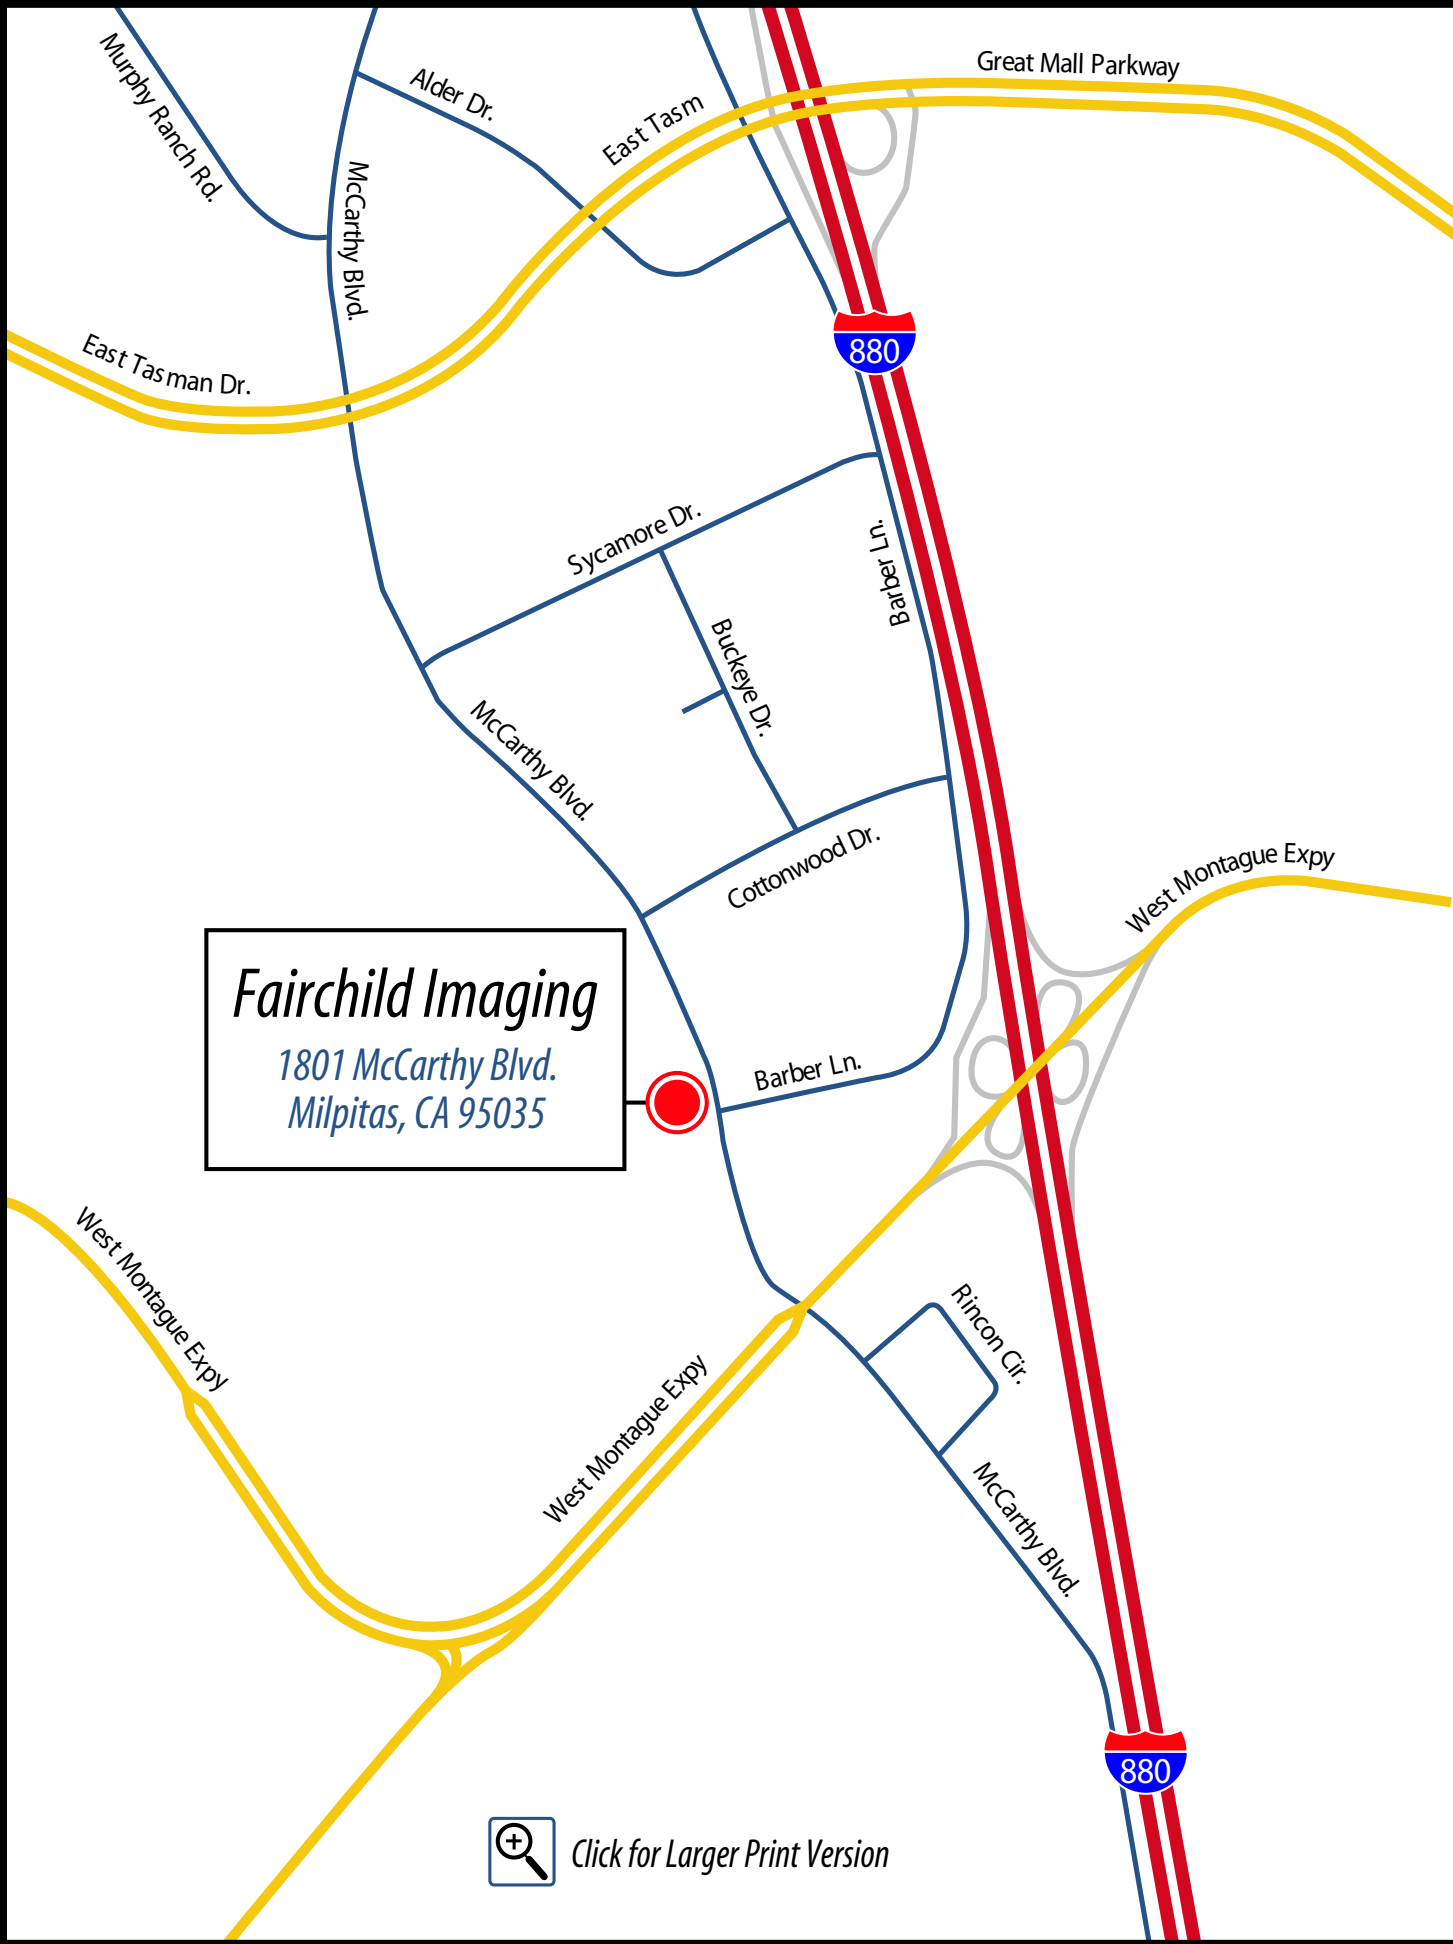 Murphy Ranch Rd.
Alder Dr.
East Tasm
Great Mall Parkway
McCarthy Blvd.
East Tasman Dr.
880
Sycamore Dr.
Barber Ln.
Buckeye Dr.
McCarthy Blvd.
Cottonwood Dr.
West Montague Expy
Fairchild Imaging
1801 McCarthy Blvd.
Milpitas, CA 95035
Barber Ln.
West Montague Expy
Rincon Cir.
West Montague Expy
McCarthy Blvd.
880
Click for Larger Print Version